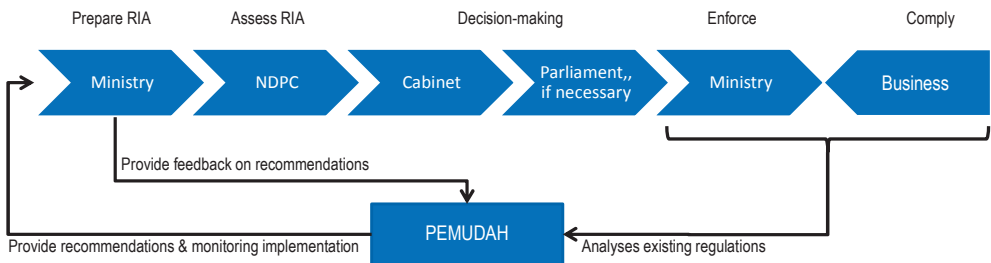 Prepare RIA
Assess RIA
Decision-making
Enforce
Comply
Ministry
NDPC
Cabinet
Parliament,,
if necessary
Ministry
Business
Provide feedback on recommendations
PEMUDAH
Provide recommendations & monitoring implementation
Analyses existing regulations